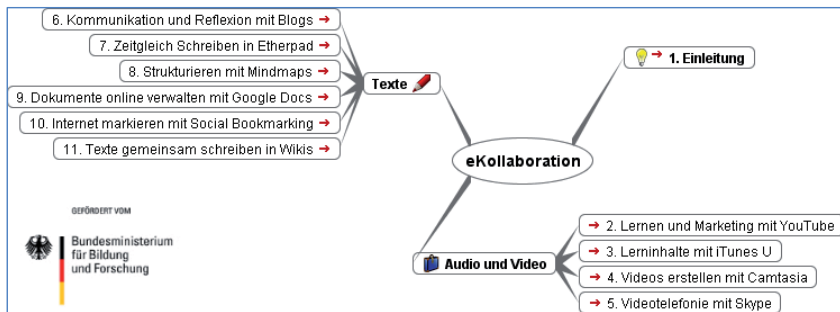 6. Kommunikation und Reflexion mit Blogs
7. Zeitgleich Schreiben in Etherpad
8. Strukturieren mit Mindmaps
9. Dokumente online verwalten mit Google Docs
10. Internet markieren mit Social Bookmarking
11. Texte gemeinsam schreiben in Wikis
Texte
1. Einleitung
eKollaboration
Audio und Video
2. Lernen und Marketing mit YouTube
3. Lerninhalte mit iTunes U
4. Videos erstellen mit Camtasia
5. Videotelefonie mit Skype
GEFÖRDERT VOM
Bundesministerium
für Bildung
und Forschung